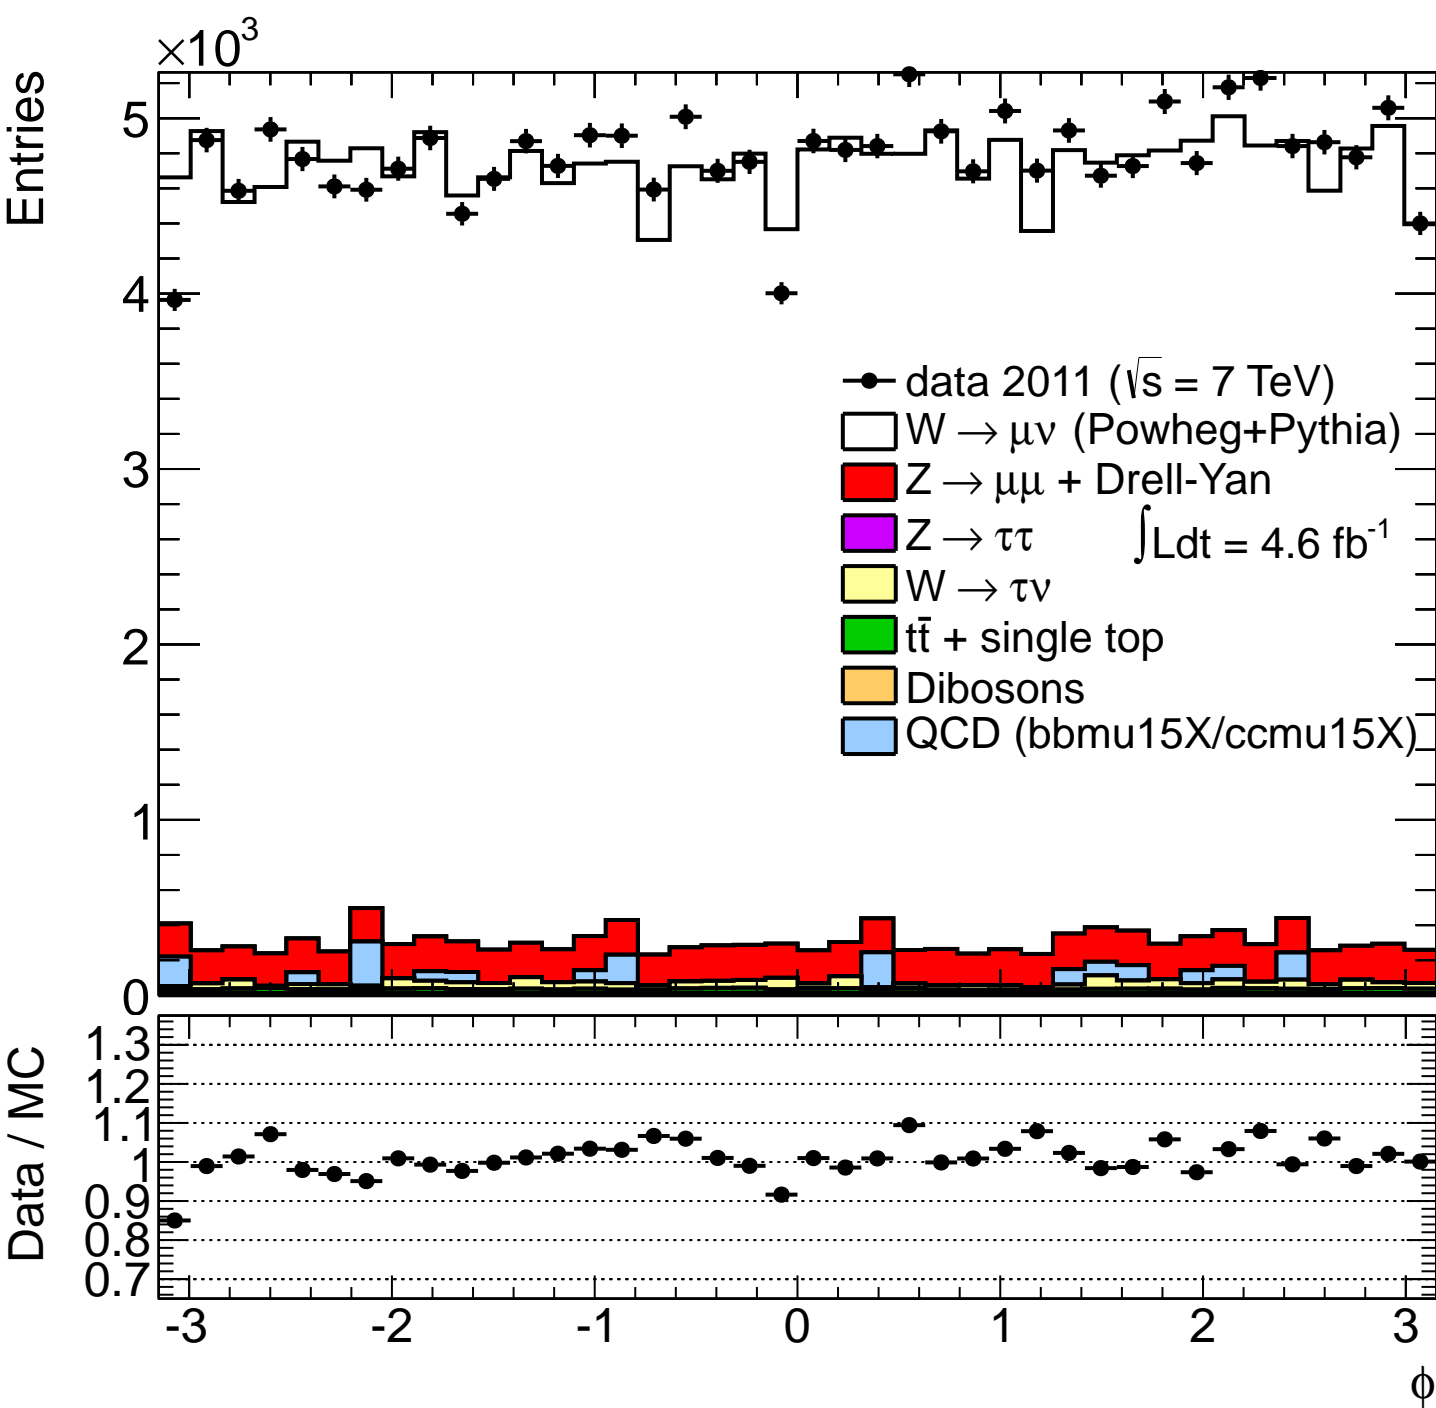 ×10³
Entries
5
4
3
2
1
0
data 2011 (√s = 7 TeV)
W → μν (Powheg+Pythia)
Z → μμ + Drell-Yan
Z → ττ
∫Ldt = 4.6 fb⁻¹
W → τν
tt̄ + single top
Dibosons
QCD (bbmu15X/ccmu15X)
Data / MC
1.3
1.2
1.1
1
0.9
0.8
0.7
-3 -2 -1 0 1 2 3
ϕ